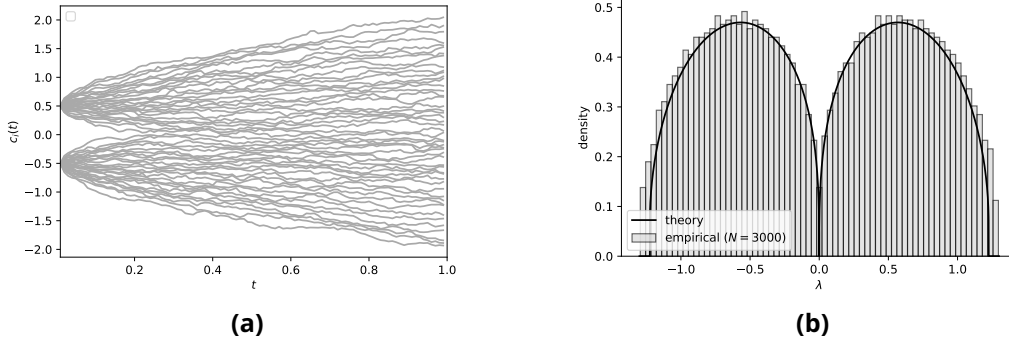 2.0
1.5
1.0
0.5
0.0
−0.5
−1.0
−1.5
−2.0
c_i(t)
0.2 0.4 0.6 0.8 1.0
t
(a)
0.5
0.4
0.3
0.2
0.1
0.0
density
theory
empirical (N = 3000)
−1.0 −0.5 0.0 0.5 1.0
λ
(b)